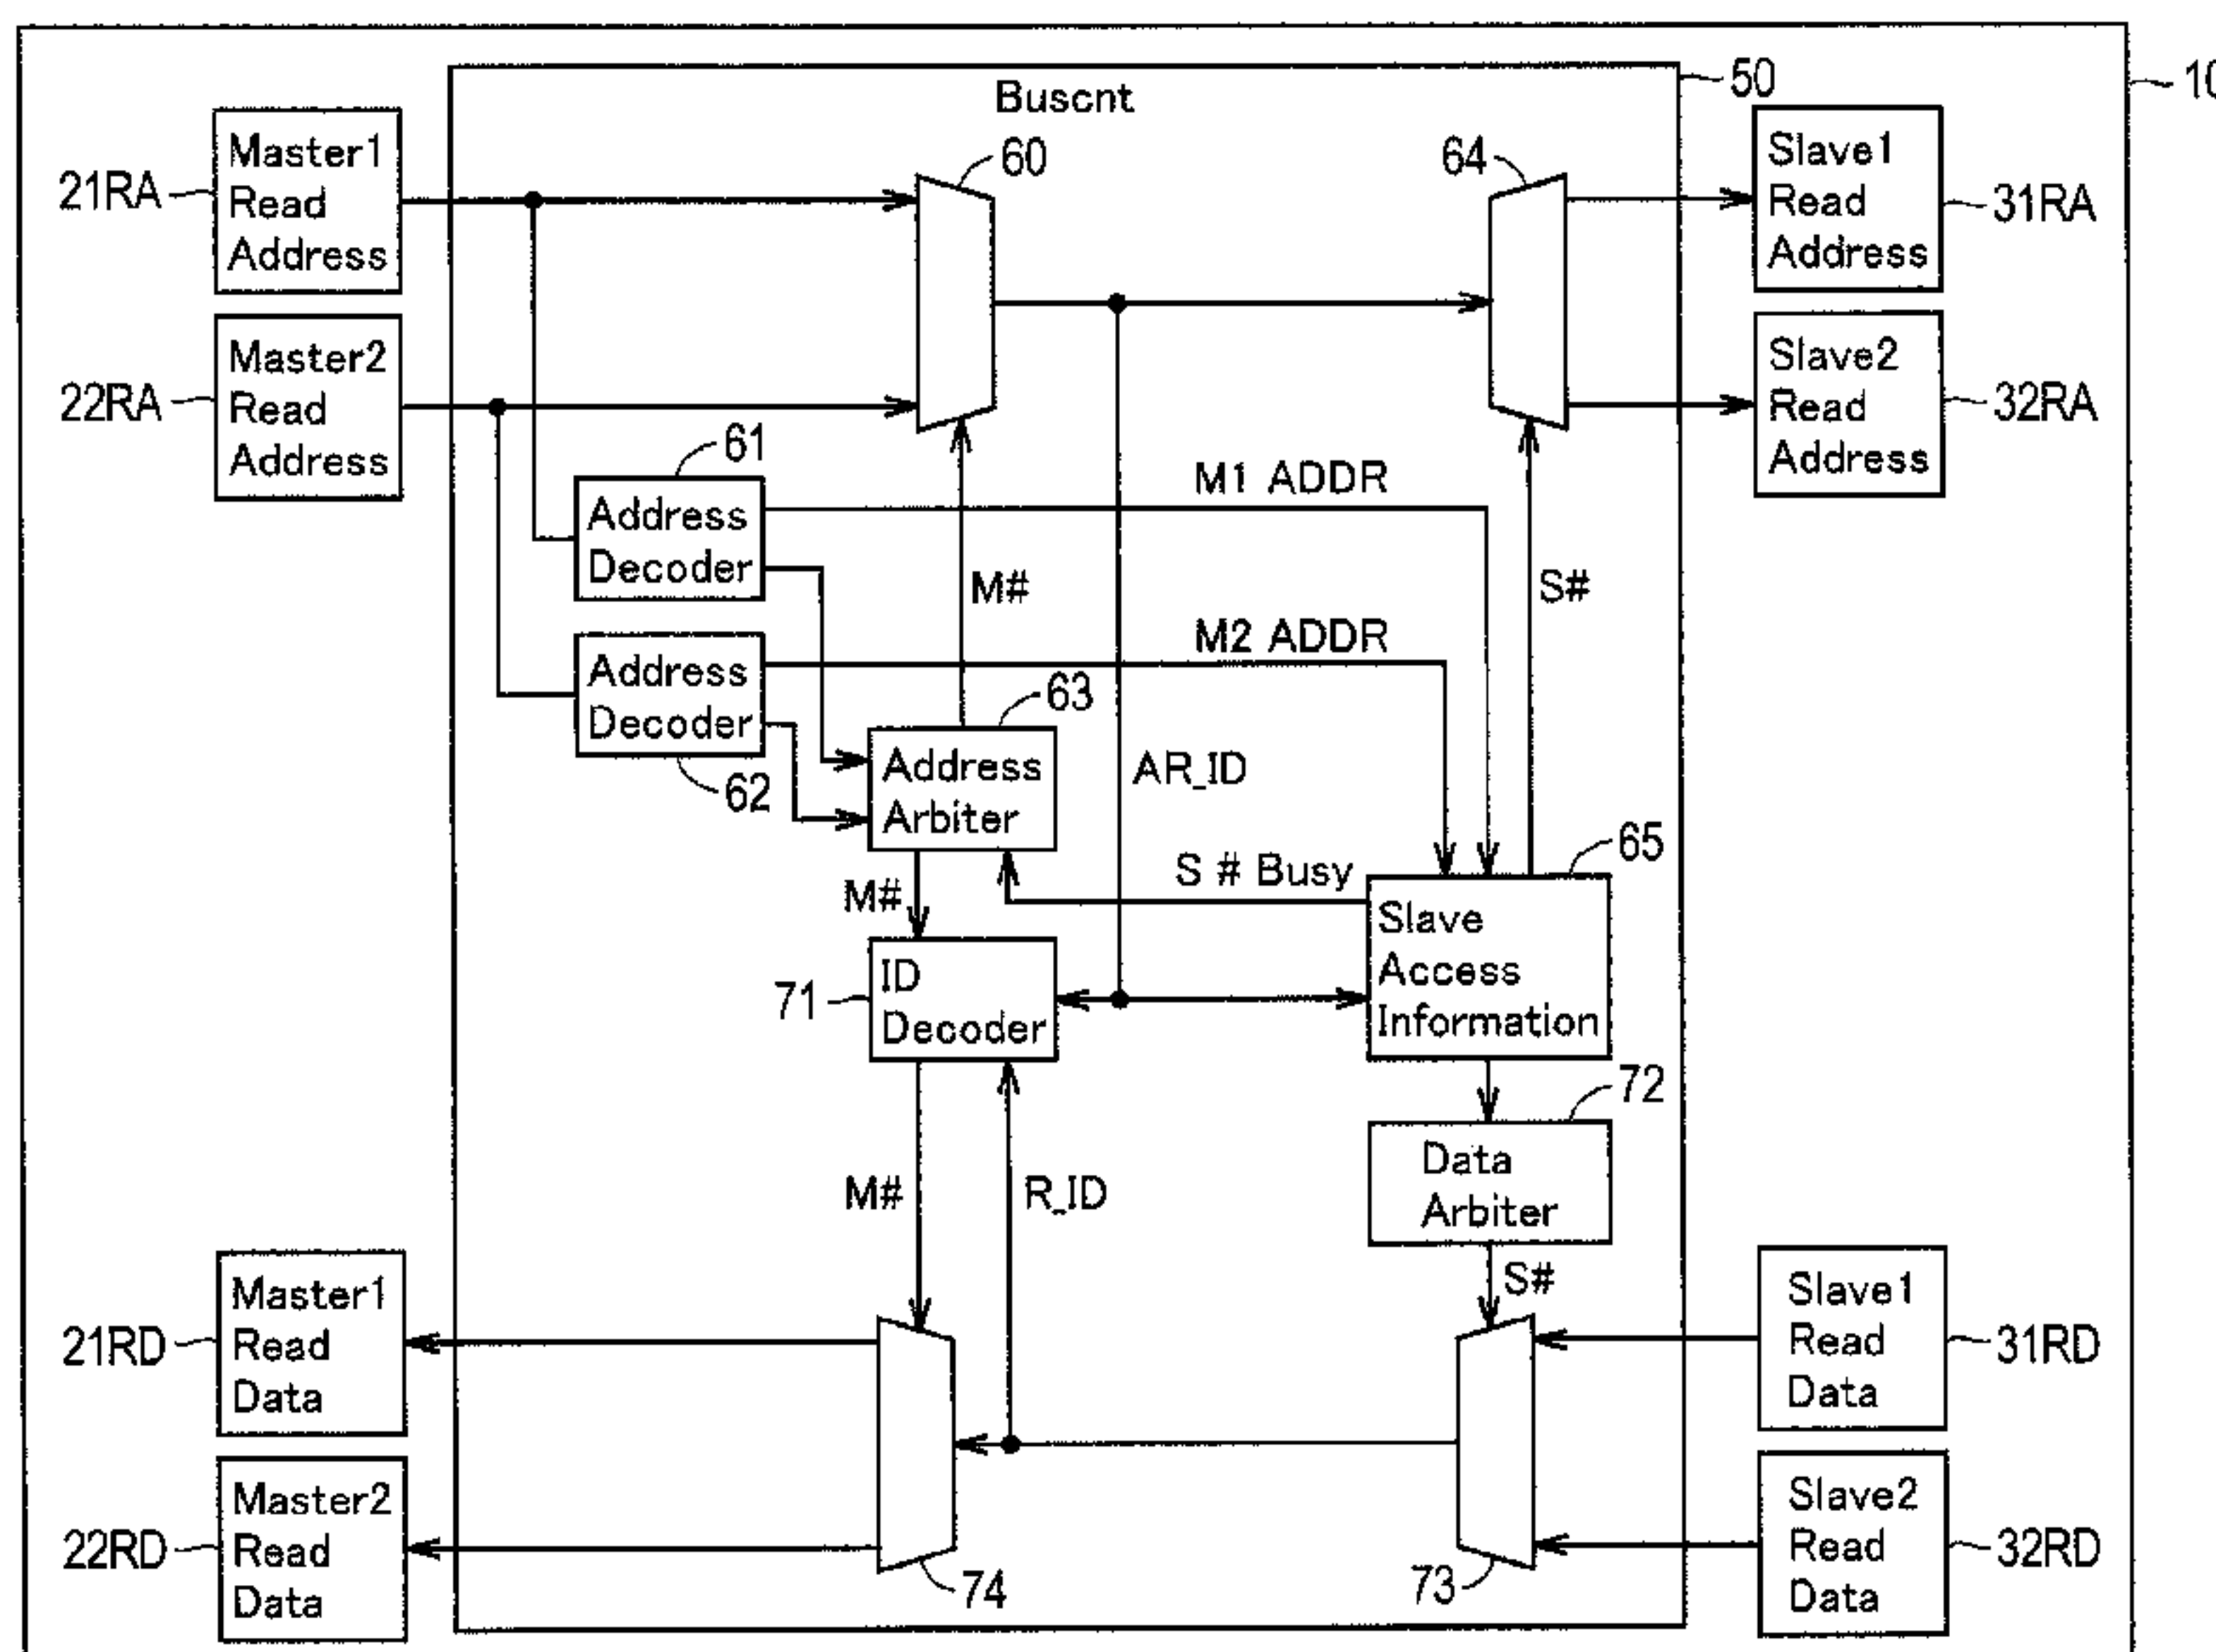 Buscnt
50
10
Master1
Read
Address
21RA
60
64
Slave1
Read
Address
31RA
Master2
Read
Address
22RA
Slave2
Read
Address
32RA
61
Address
Decoder
M1 ADDR
M#
S#
Address
Decoder
62
M2 ADDR
63
Address
Arbiter
AR_ID
65
S # Busy
M#
Slave
Access
Information
71
ID
Decoder
72
Data
Arbiter
M#
R_ID
S#
Master1
Read
Data
21RD
Slave1
Read
Data
31RD
Master2
Read
Data
22RD
74
73
Slave2
Read
Data
32RD